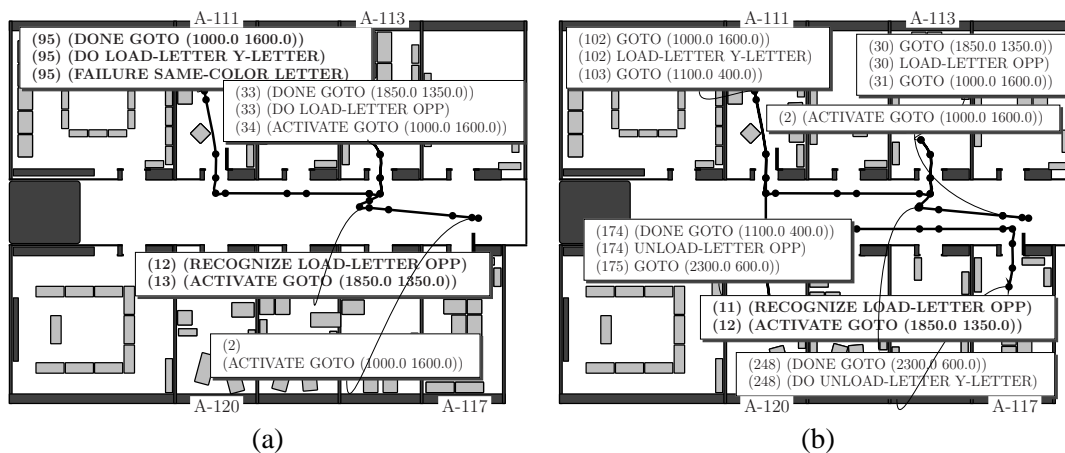 A-111
A-113
(95) (DONE GOTO (1000.0 1600.0))
(95) (DO LOAD-LETTER Y-LETTER)
(95) (FAILURE SAME-COLOR LETTER)
(33) (DONE GOTO (1850.0 1350.0))
(33) (DO LOAD-LETTER OPP)
(34) (ACTIVATE GOTO (1000.0 1600.0))
(12) (RECOGNIZE LOAD-LETTER OPP)
(13) (ACTIVATE GOTO (1850.0 1350.0))
(2)
(ACTIVATE GOTO (1000.0 1600.0))
A-120
A-117
(a)
A-111
A-113
(102) GOTO (1000.0 1600.0))
(102) LOAD-LETTER Y-LETTER)
(103) GOTO (1100.0 400.0))
(30) GOTO (1850.0 1350.0))
(30) LOAD-LETTER OPP)
(31) GOTO (1000.0 1600.0))
(2) (ACTIVATE GOTO (1000.0 1600.0))
(174) (DONE GOTO (1100.0 400.0))
(174) UNLOAD-LETTER OPP)
(175) GOTO (2300.0 600.0))
(11) (RECOGNIZE LOAD-LETTER OPP)
(12) (ACTIVATE GOTO (1850.0 1350.0))
(248) (DONE GOTO (2300.0 600.0))
(248) (DO UNLOAD-LETTER Y-LETTER)
A-120
A-117
(b)